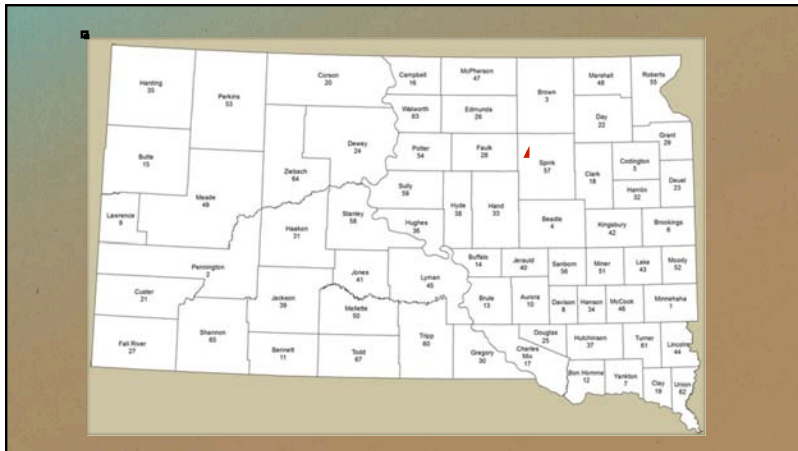 Harding
35
Perkins
53
Corson
20
Campbell
16
McPherson
47
Brown
3
Marshall
48
Roberts
55
Walworth
63
Edmunds
26
Day
22
Grant
29
Butte
15
Dewey
24
Potter
54
Faulk
28
Spink
57
Codington
5
Clark
18
Deuel
23
Ziebach
64
Meade
49
Sully
59
Hyde
38
Hand
33
Hamlin
32
Lawrence
9
Stanley
58
Hughes
36
Beadle
4
Kingsbury
42
Brookings
6
Haakon
31
Pennington
2
Buffalo
14
Jerauld
40
Sanborn
56
Miner
51
Lake
43
Moody
52
Jones
41
Lyman
45
Custer
21
Jackson
39
Brule
13
Aurora
10
Davison
8
Hanson
34
McCook
46
Minnehaha
1
Mellette
50
Shannon
65
Fall River
27
Bennett
11
Todd
67
Tripp
60
Gregory
30
Charles
Mix
17
Douglas
25
Hutchinson
37
Turner
61
Lincoln
44
Bon Homme
12
Yankton
7
Clay
19
Union
62